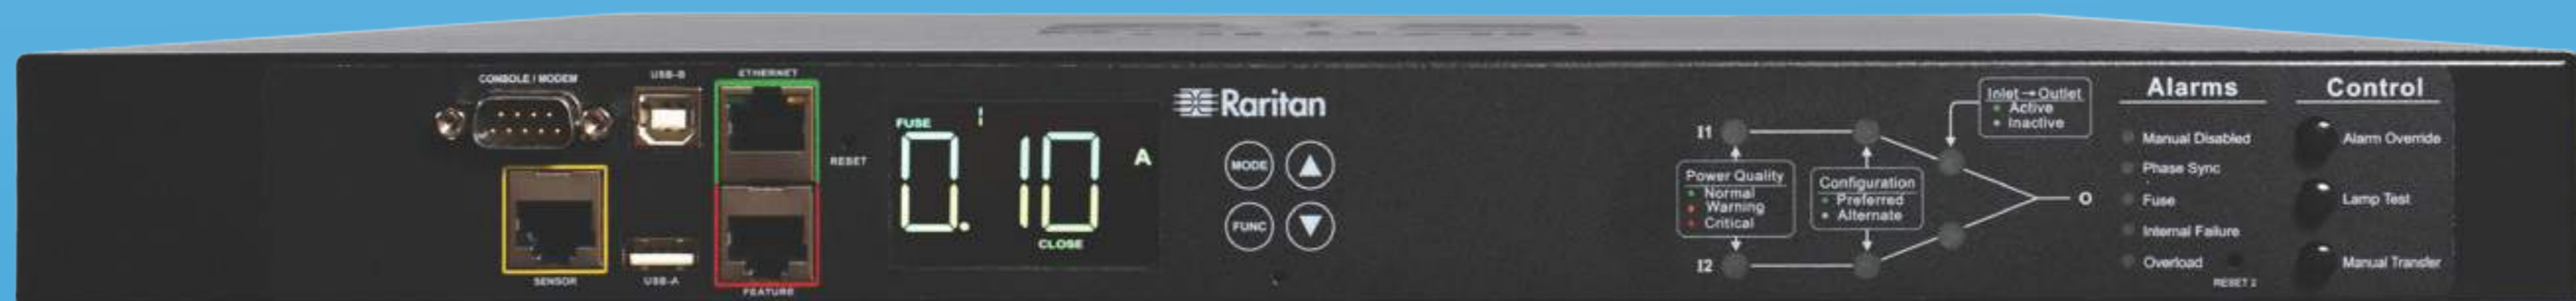 CONSOLE / MODEM
USB-B
ETHERNET
SENSOR
USB-A
FEATURE
RESET
FUSE
1
0.10
A
CLOSE
Raritan
MODE
FUNC
I1
I2
Power Quality
Normal
Warning
Critical
Configuration
Preferred
Alternate
Inlet→Outlet
Active
Inactive
O
Alarms
Manual Disabled
Phase Sync
Fuse
Internal Failure
Overload
RESET 2
Control
Alarm Override
Lamp Test
Manual Transfer